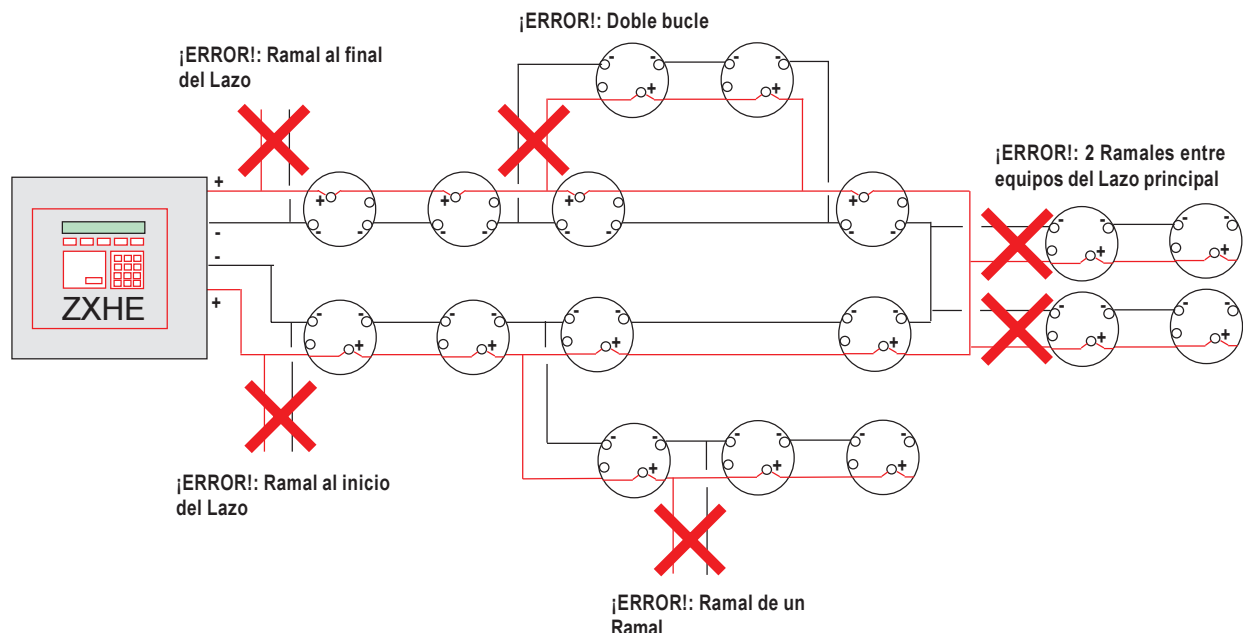 ¡ERROR!: Doble bucle
¡ERROR!: Ramal al final
del Lazo
¡ERROR!: 2 Ramales entre
equipos del Lazo principal
+
-
-
+
ZXHE
¡ERROR!: Ramal al inicio
del Lazo
¡ERROR!: Ramal de un
Ramal